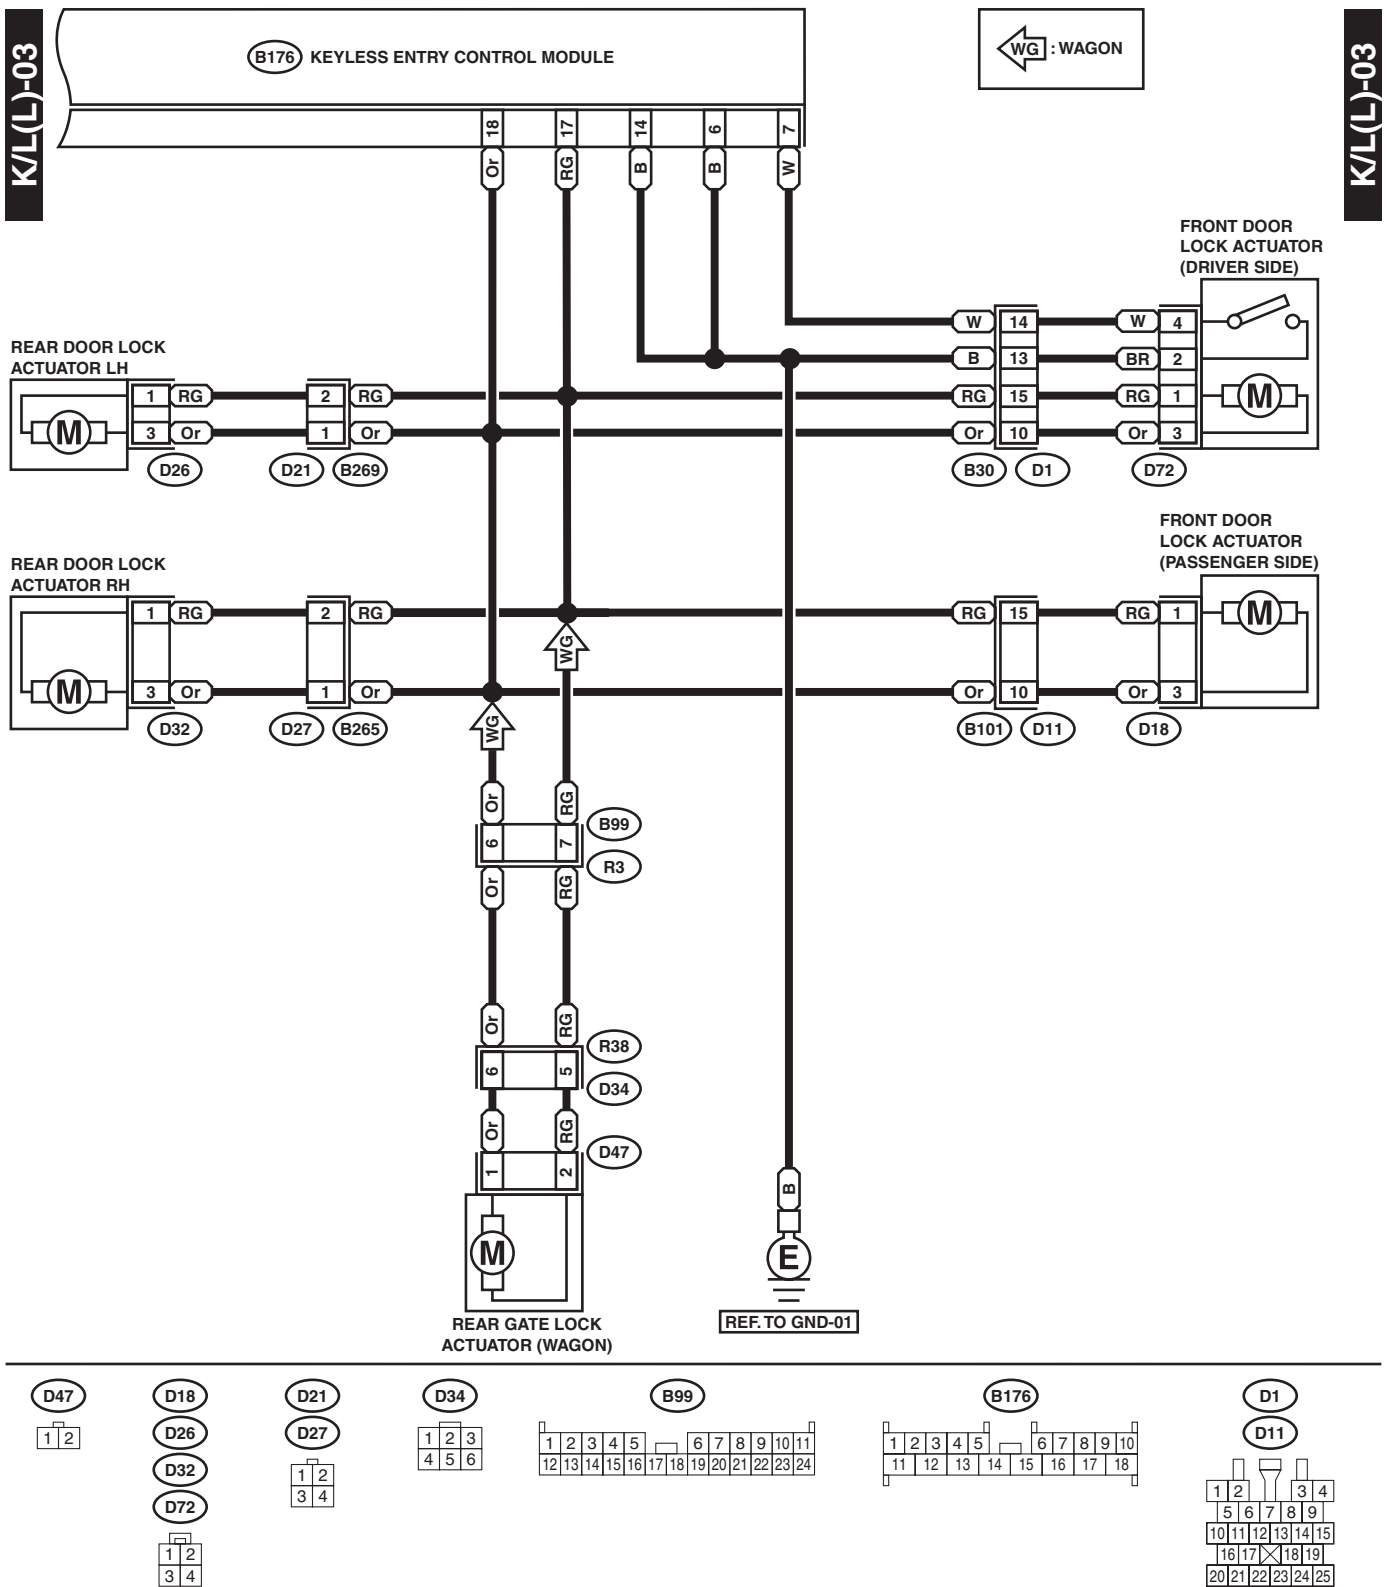 K/L(L)-03
K/L(L)-03
B176 KEYLESS ENTRY CONTROL MODULE
WG : WAGON
18 17 14 6 7
Or RG B B W
FRONT DOOR
LOCK ACTUATOR
(DRIVER SIDE)
W 14 W 4
B 13 BR 2
REAR DOOR LOCK
ACTUATOR LH
1 RG 2 RG RG 15 RG 1 M
M 3 Or 1 Or Or 10 Or 3
D26 D21 B269 B30 D1 D72
FRONT DOOR
LOCK ACTUATOR
(PASSENGER SIDE)
REAR DOOR LOCK
ACTUATOR RH
1 RG 2 RG RG 15 RG 1 M
WG
M 3 Or 1 Or Or 10 Or 3
D32 D27 B265 B101 D11 D18
WG
Or RG
B99
6 7
R3
Or RG
Or RG
R38
6 5
D34
Or RG
D47
1 2
B
M
E
REF. TO GND-01
REAR GATE LOCK
ACTUATOR (WAGON)
D47
1 2
D18
D26
D32
D72
1 2
3 4
D21
D27
1 2
3 4
D34
1 2 3
4 5 6
B99
1 2 3 4 5 6 7 8 9 10 11
12 13 14 15 16 17 18 19 20 21 22 23 24
B176
1 2 3 4 5 6 7 8 9 10
11 12 13 14 15 16 17 18
D1
D11
1 2 3 4
5 6 7 8 9
10 11 12 13 14 15
16 17 18 19
20 21 22 23 24 25